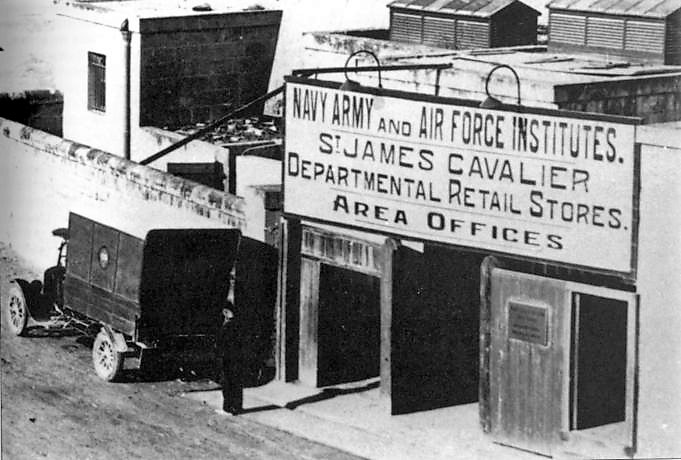 NAVY ARMY AND AIR FORCE INSTITUTES.
ST JAMES CAVALIER
DEPARTMENTAL RETAIL STORES.
AREA OFFICES